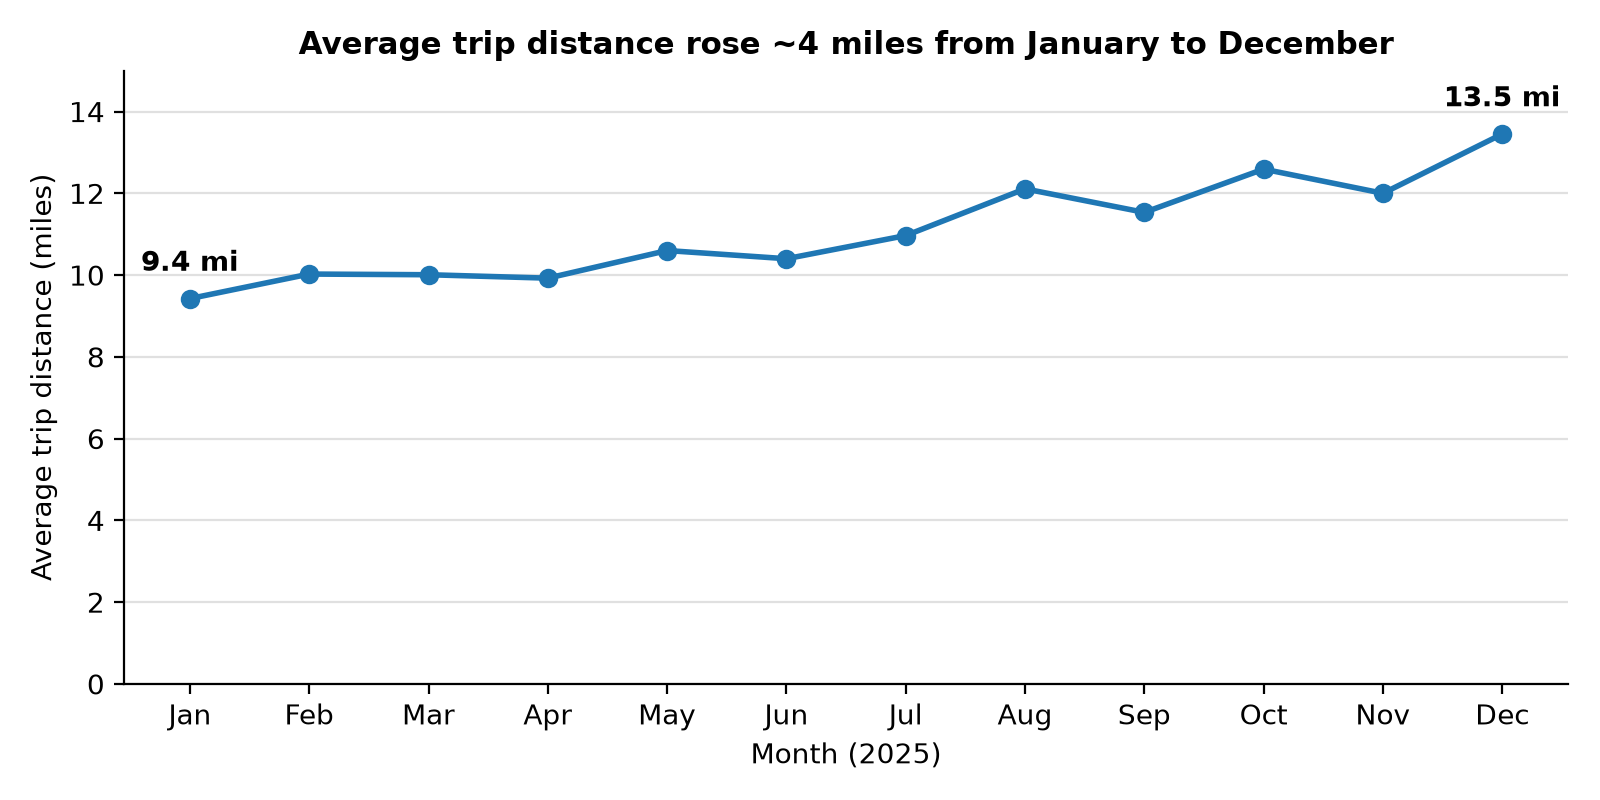 Average trip distance rose ~4 miles from January to December
Average trip distance (miles)
14
12
10
8
6
4
2
0
9.4 mi
13.5 mi
Jan Feb Mar Apr May Jun Jul Aug Sep Oct Nov Dec
Month (2025)